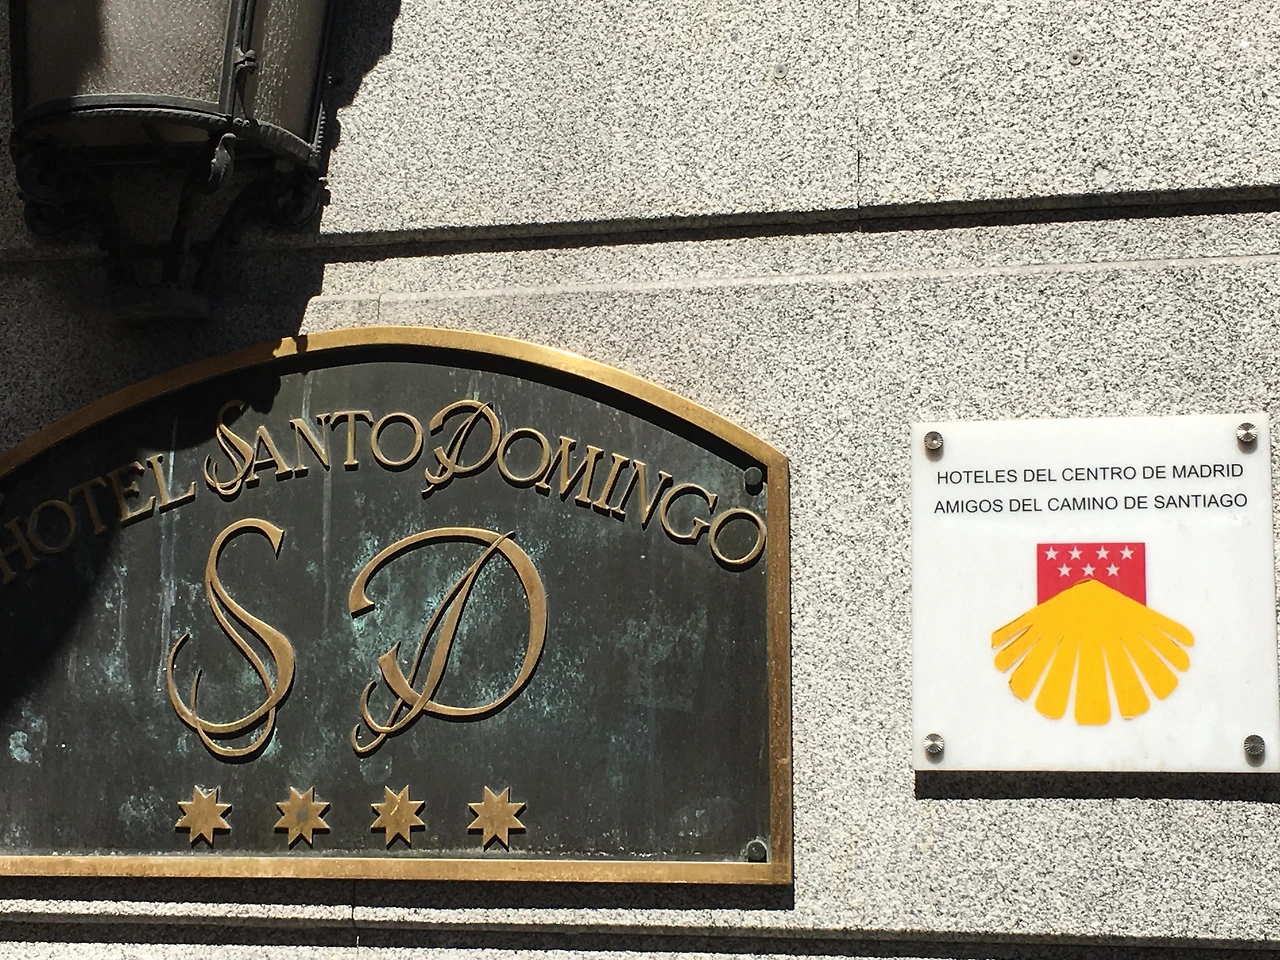 HOTEL SANTO DOMINGO
SD
HOTELES DEL CENTRO DE MADRID
AMIGOS DEL CAMINO DE SANTIAGO